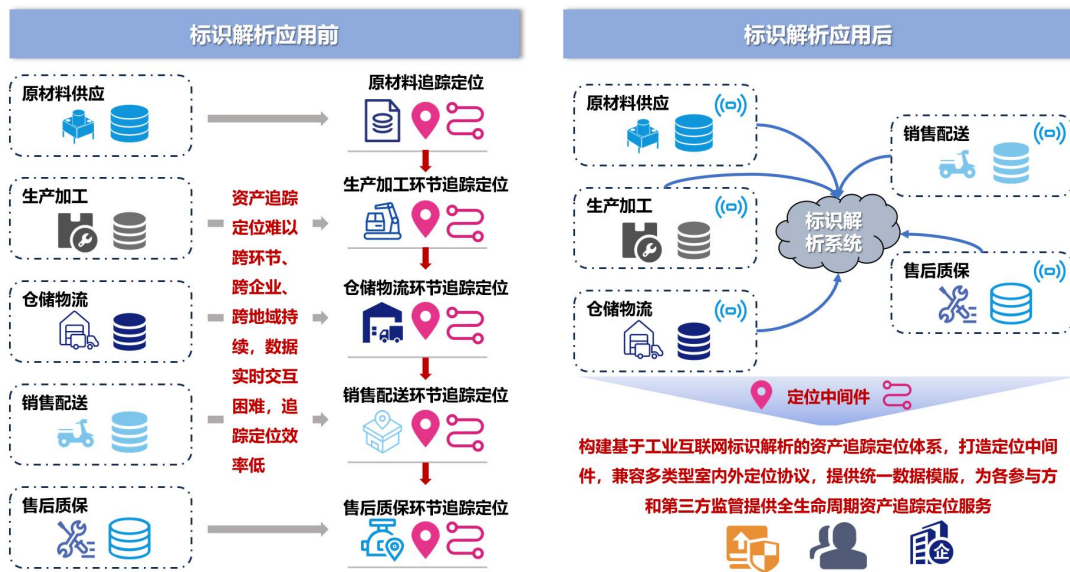 标识解析应用前
原材料供应
原材料追踪定位
生产加工
生产加工环节追踪定位
资产追踪
定位难以
跨环节、
跨企业、
跨地域持
续，数据
实时交互
困难，追
踪定位效
率低
仓储物流
仓储物流环节追踪定位
销售配送
销售配送环节追踪定位
售后质保
售后质保环节追踪定位
标识解析应用后
原材料供应
销售配送
生产加工
标识解
析系统
售后质保
仓储物流
定位中间件
构建基于工业互联网标识解析的资产追踪定位体系，打造定位中间
件，兼容多类型室内外定位协议，提供统一数据模版，为各参与方
和第三方监管提供全生命周期资产追踪定位服务
企